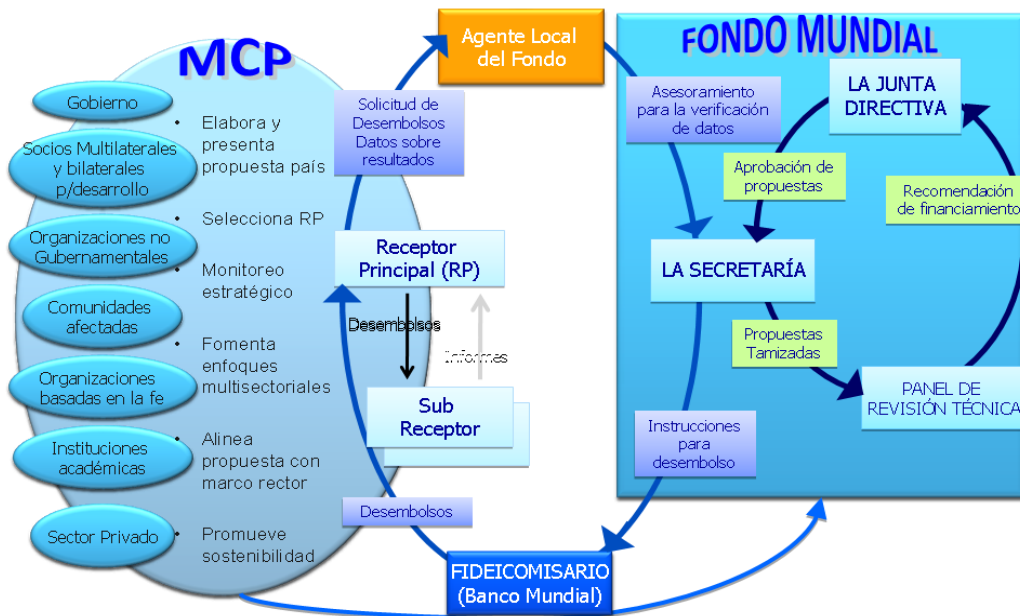 MCP
Gobierno
Socios Multilaterales
y bilaterales
p/desarrollo
Organizaciones no
Gubernamentales
Comunidades
afectadas
Organizaciones
basadas en la fe
Instituciones
académicas
Sector Privado
• Elabora y
presenta
propuesta país
• Selecciona RP
• Monitoreo
estratégico
• Fomenta
enfoques
multisectoriales
• Alinea
propuesta con
marco rector
• Promueve
sostenibilidad
Solicitud de
Desembolsos
Datos sobre
resultados
Receptor
Principal (RP)
Desembolsos
Informes
Sub
Receptor
Desembolsos
Agente Local
del Fondo
FIDEICOMISARIO
(Banco Mundial)
FONDO MUNDIAL
Asesoramiento
para la verificación
de datos
LA JUNTA
DIRECTIVA
Aprobación de
propuestas
Recomendación
de financiamiento
LA SECRETARÍA
Propuestas
Tamizadas
PANEL DE
REVISIÓN TÉCNICA
Instrucciones
para
desembolso